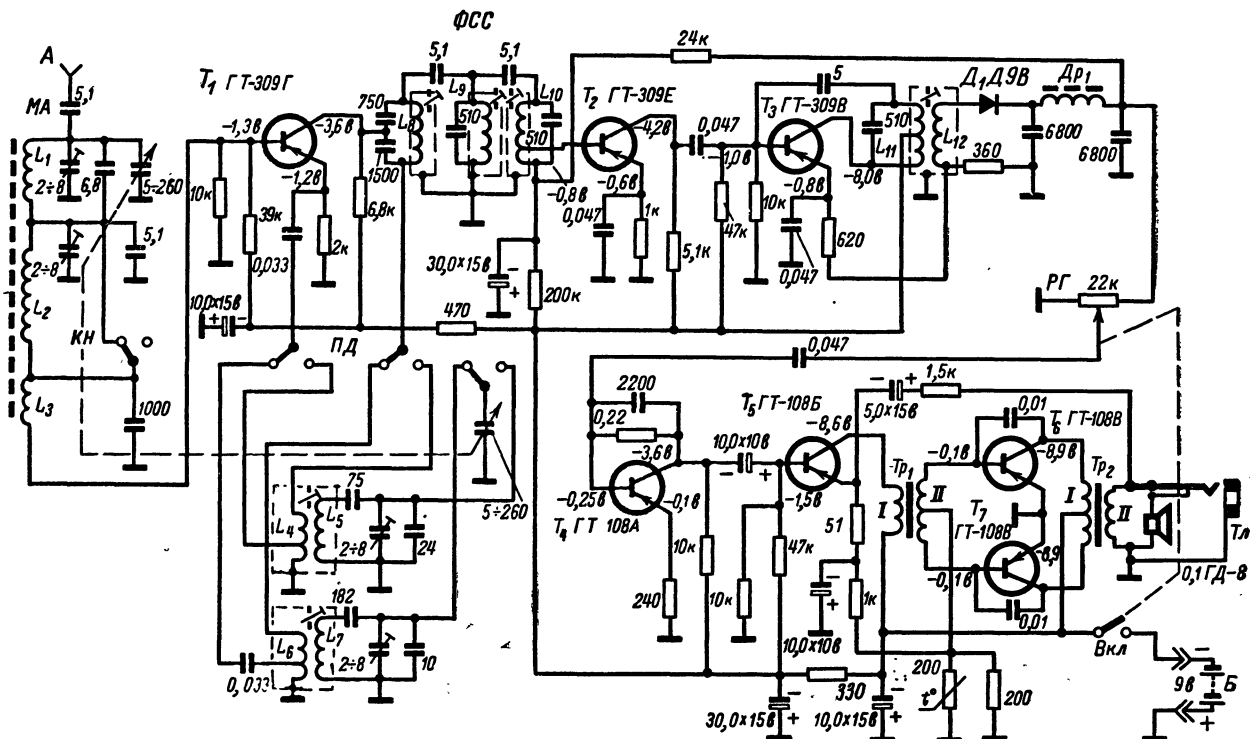 ФСС
А
МА
5,1
L1
2÷8
6,8
5÷260
2÷8
5,1
L2
КН
L3
1000
Т1 ГТ-309Г
-1,3в
-3,6в
-1,2в
10к
39к
0,033
2к
6,8к
10,0×15в
+
-
470
750
1500
L8
5,1
5,1
L9
L10
510
510
-0,8в
24к
Т2 ГТ-309Е
-4,2в
-0,6в
0,047
1к
5,1к
30,0×15в
-
+
200к
0,047
1,0в
Т3 ГТ-309В
5
-0,8в
-8,0в
10к
47к
0,047
620
510
L11
L12
Д1 Д9В
Др1
6800
6800
360
РГ
22к
0,047
ПД
5÷260
75
L4
L5
2÷8
24
182
L6
L7
2÷8
10
0,033
2200
0,22
-3,6в
-0,25в
-0,1в
Т4 ГТ 108А
10к
240
10,0×10в
-
+
10к
47к
Т5 ГТ-108Б
-8,6в
-1,5в
-
+
5,0×15в
1,5к
51
-
+
1к
10,0×10в
330
30,0×15в
-
+
10,0×15в
-
+
Тр1
I
II
0,01
Т6 ГТ-108В
-0,1в
-8,9в
Т7
ГТ-108В
-0,1в
-8,9
0,01
Тр2
I
II
Тл
0,1ГД-8
Вкл
200
t°
200
9в
Б
-
+